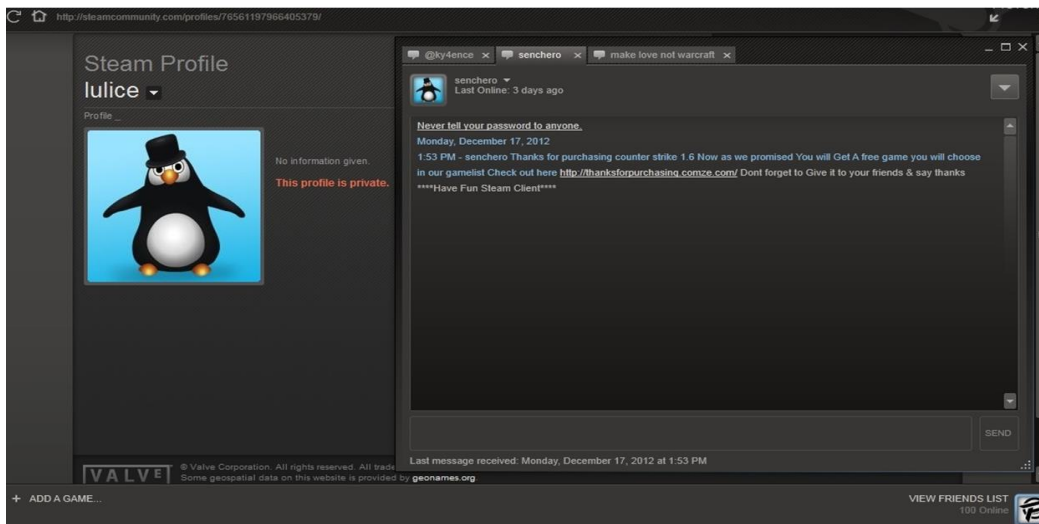 http://steamcommunity.com/profiles/76561197966405379/
Steam Profile
lulice
Profile _
No information given.
This profile is private.
@ky4ence
senchero
make love not warcraft
senchero
Last Online: 3 days ago
Never tell your password to anyone.
Monday, December 17, 2012
1:53 PM - senchero Thanks for purchasing counter strike 1.6 Now as we promised You will Get A free game you will choose
in our gamelist Check out here http://thanksforpurchasing.comze.com/ Dont forget to Give it to your friends & say thanks
****Have Fun Steam Client****
SEND
Last message received: Monday, December 17, 2012 at 1:53 PM
VALVE
© Valve Corporation. All rights reserved. All trade
Some geospatial data on this website is provided by geonames.org.
+ ADD A GAME...
VIEW FRIENDS LIST
100 Online